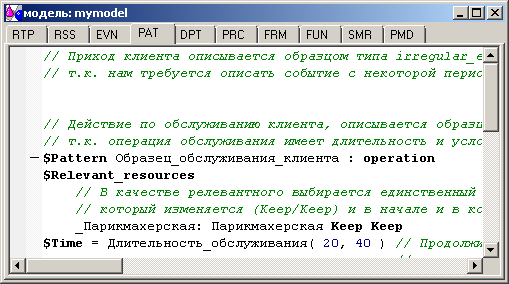 модель: mymodel
RTP RSS EVN PAT DPT PRC FRM FUN SMR PMD
// Приход клиента описывается образцом типа irregular_e
// т.к. нам требуется описать событие с некоторой перио
// Действие по обслуживанию клиента, описывается образц
// т.к. операция обслуживания имеет длительность и усло
$Pattern Образец_обслуживания_клиента : operation
$Relevant_resources
// В качестве релевантного выбирается единственный
// который изменяется (Keep/Keep) и в начале и в ко
_Парикмахерская: Парикмахерская Keep Keep
$Time = Длительность_обслуживания( 20, 40 ) // Продолжи